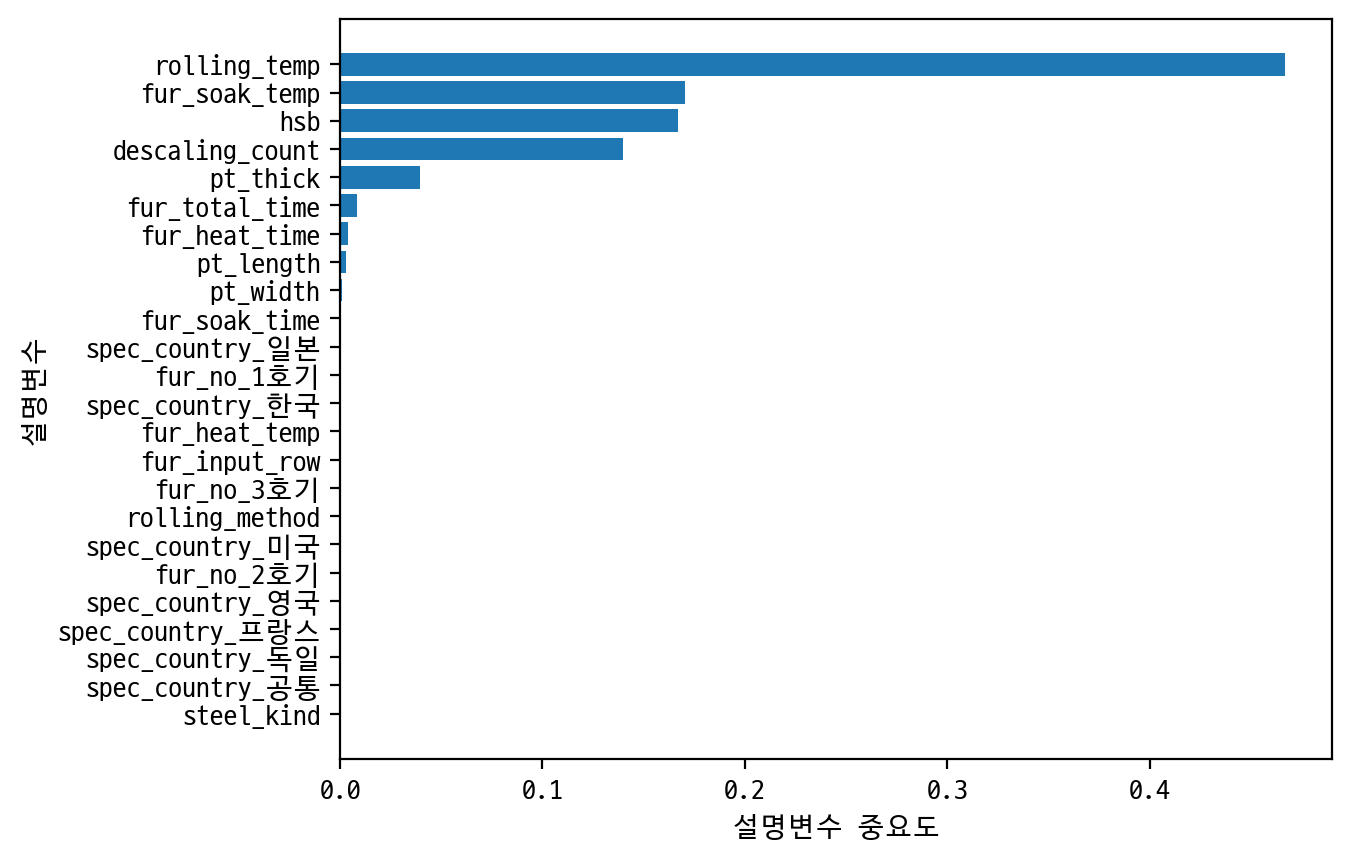 rolling_temp
fur_soak_temp
hsb
descaling_count
pt_thick
fur_total_time
fur_heat_time
pt_length
pt_width
fur_soak_time
spec_country_일본
fur_no_1호기
spec_country_한국
fur_heat_temp
fur_input_row
fur_no_3호기
rolling_method
spec_country_미국
fur_no_2호기
spec_country_영국
spec_country_프랑스
spec_country_독일
spec_country_공통
steel_kind
설명변수
0.0 0.1 0.2 0.3 0.4
설명변수 중요도